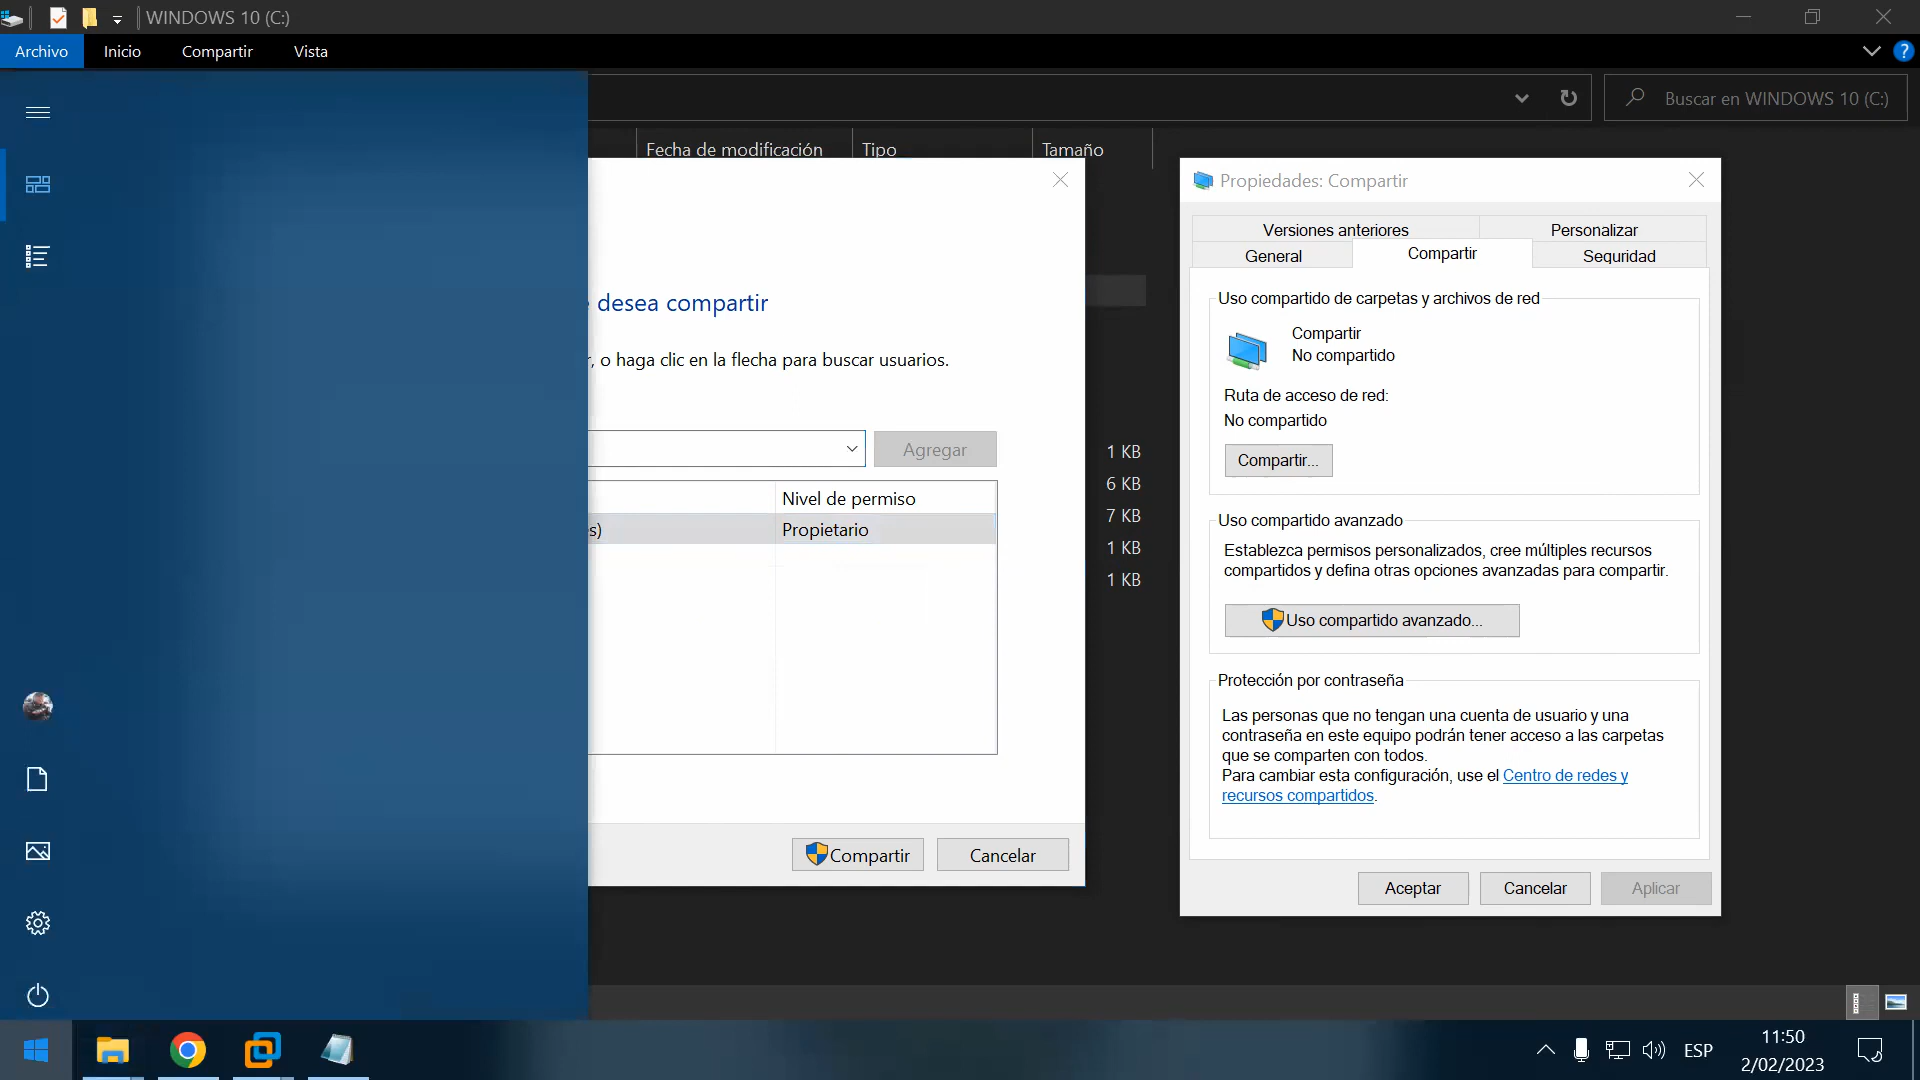 WINDOWS 10 (C:)
Archivo Inicio Compartir Vista
?
Buscar en WINDOWS 10 (C:)
Fecha de modificación Tipo Tamaño
desea compartir
, o haga clic en la flecha para buscar usuarios.
Agregar
Nivel de permiso
s) Propietario
Compartir Cancelar
1 KB
6 KB
7 KB
1 KB
1 KB
Propiedades: Compartir
Versiones anteriores Personalizar
General Compartir Seguridad
Uso compartido de carpetas y archivos de red
Compartir
No compartido
Ruta de acceso de red:
No compartido
Compartir...
Uso compartido avanzado
Establezca permisos personalizados, cree múltiples recursos
compartidos y defina otras opciones avanzadas para compartir.
Uso compartido avanzado...
Protección por contraseña
Las personas que no tengan una cuenta de usuario y una
contraseña en este equipo podrán tener acceso a las carpetas
que se comparten con todos.
Para cambiar esta configuración, use el Centro de redes y
recursos compartidos.
Aceptar Cancelar Aplicar
ESP
11:50
2/02/2023